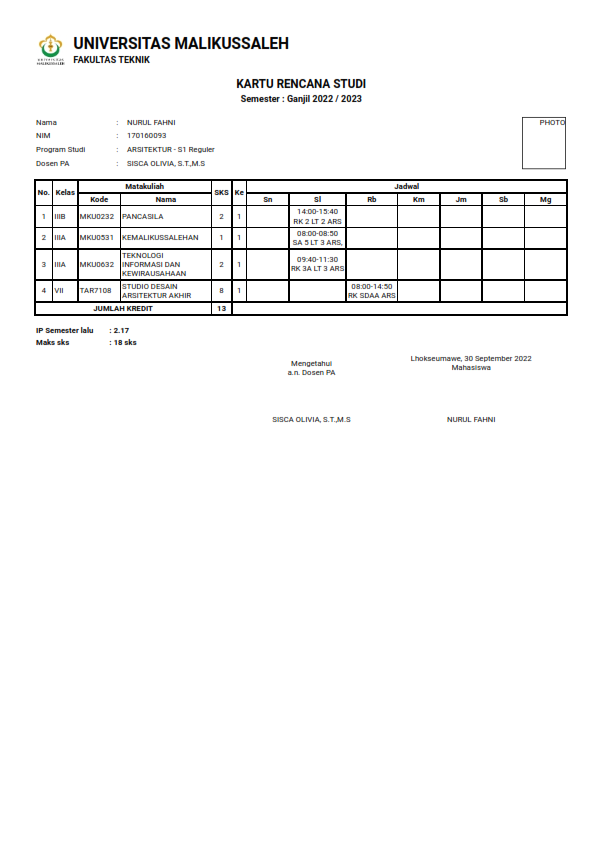 UNIVERSITAS MALIKUSSALEH
FAKULTAS TEKNIK
UNIVERSITAS
MALIKUSSALEH
KARTU RENCANA STUDI
Semester : Ganjil 2022 / 2023
Nama : NURUL FAHNI
NIM : 170160093
Program Studi : ARSITEKTUR - S1 Reguler
Dosen PA : SISCA OLIVIA, S.T.,M.S
PHOTO
No. Kelas Matakuliah SKS Ke Jadwal
Kode Nama Sn Sl Rb Km Jm Sb Mg
1 IIIB MKU0232 PANCASILA 2 1 14:00-15:40
RK 2 LT 2 ARS
2 IIIA MKU0531 KEMALIKUSSALEHAN 1 1 08:00-08:50
SA 5 LT 3 ARS,
3 IIIA MKU0632 TEKNOLOGI
INFORMASI DAN
KEWIRAUSAHAAN 2 1 09:40-11:30
RK 3A LT 3 ARS
4 VII TAR7108 STUDIO DESAIN
ARSITEKTUR AKHIR 8 1 08:00-14:50
RK SDAA ARS
JUMLAH KREDIT 13
IP Semester lalu : 2.17
Maks sks : 18 sks
Lhokseumawe, 30 September 2022
Mengetahui
a.n. Dosen PA
Mahasiswa
SISCA OLIVIA, S.T.,M.S NURUL FAHNI